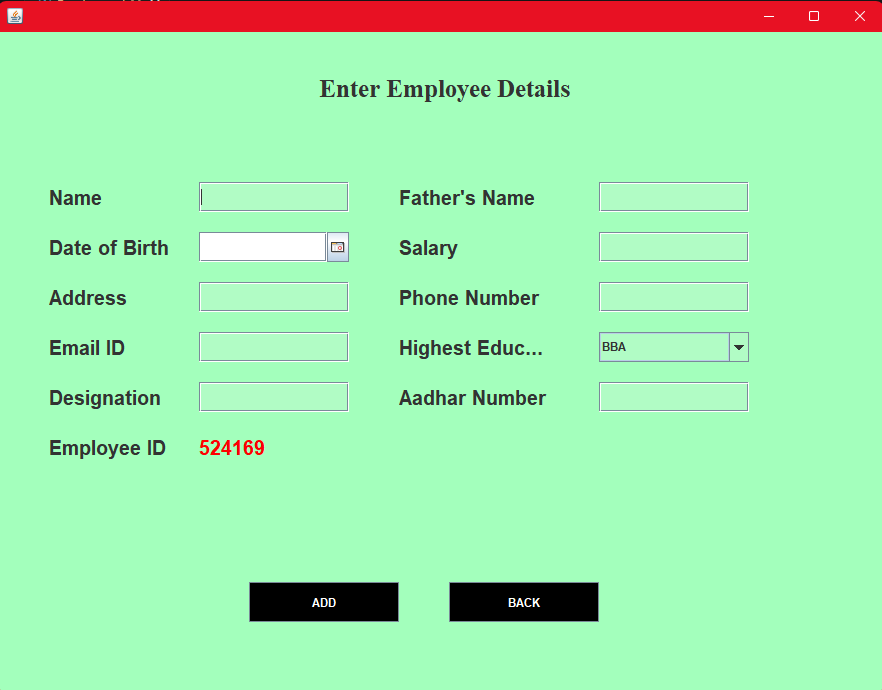 Enter Employee Details
Name
Father's Name
Date of Birth
Salary
Address
Phone Number
Email ID
Highest Educ...
BBA
Designation
Aadhar Number
Employee ID 524169
ADD
BACK